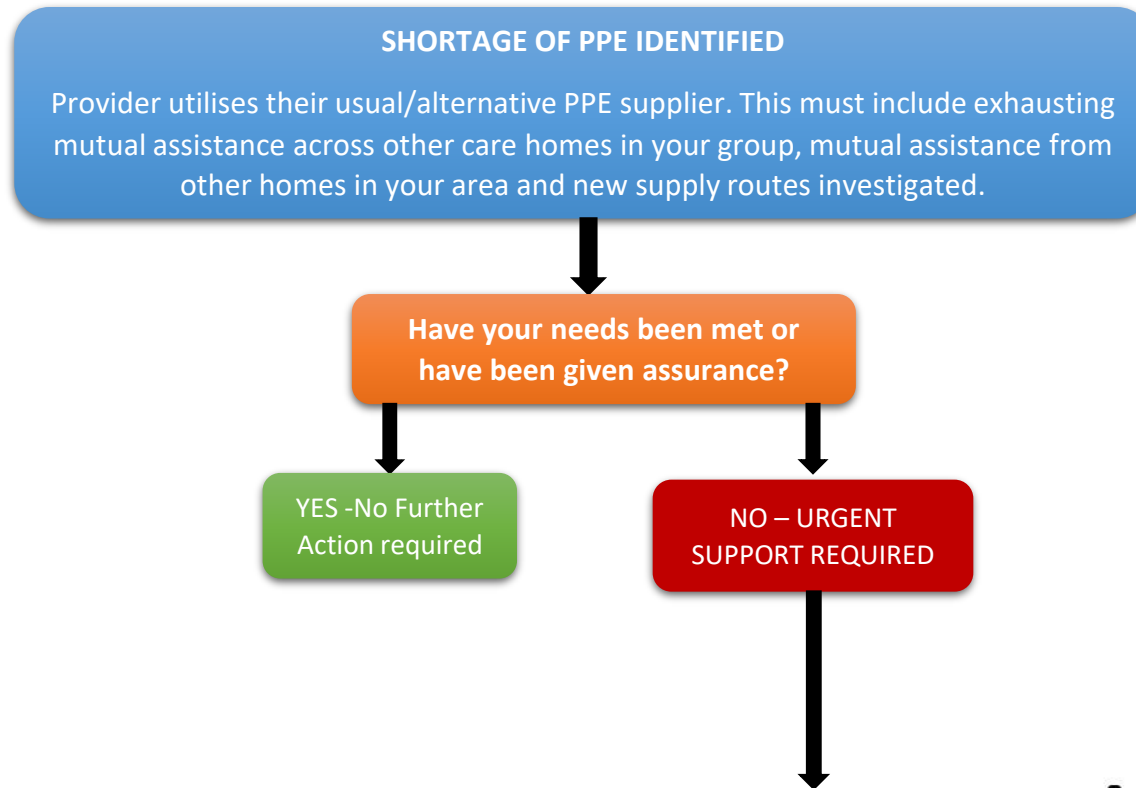 SHORTAGE OF PPE IDENTIFIED
Provider utilises their usual/alternative PPE supplier. This must include exhausting
mutual assistance across other care homes in your group, mutual assistance from
other homes in your area and new supply routes investigated.
Have your needs been met or
have been given assurance?
YES -No Further
Action required
NO – URGENT
SUPPORT REQUIRED